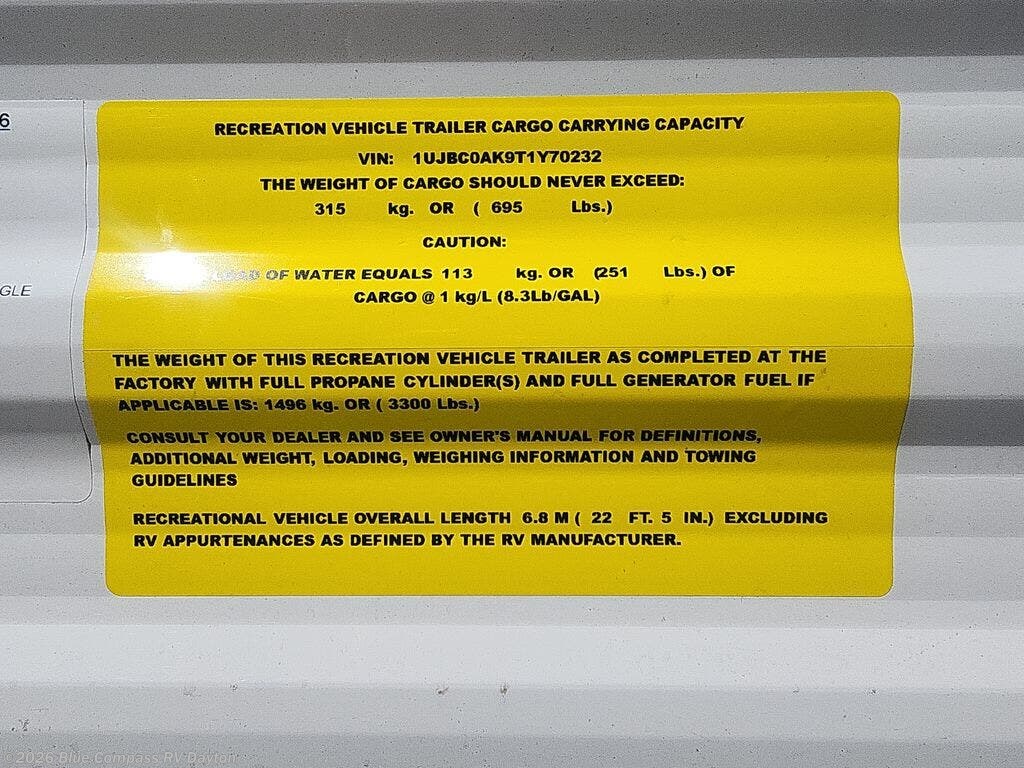 6
RECREATION VEHICLE TRAILER CARGO CARRYING CAPACITY
VIN: 1UJBC0AK9T1Y70232
THE WEIGHT OF CARGO SHOULD NEVER EXCEED:
315 kg. OR ( 695 Lbs.)
CAUTION:
LOAD OF WATER EQUALS 113 kg. OR (251 Lbs.) OF
CARGO @ 1 kg/L (8.3Lb/GAL)
GLE
THE WEIGHT OF THIS RECREATION VEHICLE TRAILER AS COMPLETED AT THE
FACTORY WITH FULL PROPANE CYLINDER(S) AND FULL GENERATOR FUEL IF
APPLICABLE IS: 1496 kg. OR ( 3300 Lbs.)
CONSULT YOUR DEALER AND SEE OWNER'S MANUAL FOR DEFINITIONS,
ADDITIONAL WEIGHT, LOADING, WEIGHING INFORMATION AND TOWING
GUIDELINES
RECREATIONAL VEHICLE OVERALL LENGTH 6.8 M ( 22 FT. 5 IN.) EXCLUDING
RV APPURTENANCES AS DEFINED BY THE RV MANUFACTURER.
©2026 Blue Compass RV Dayton